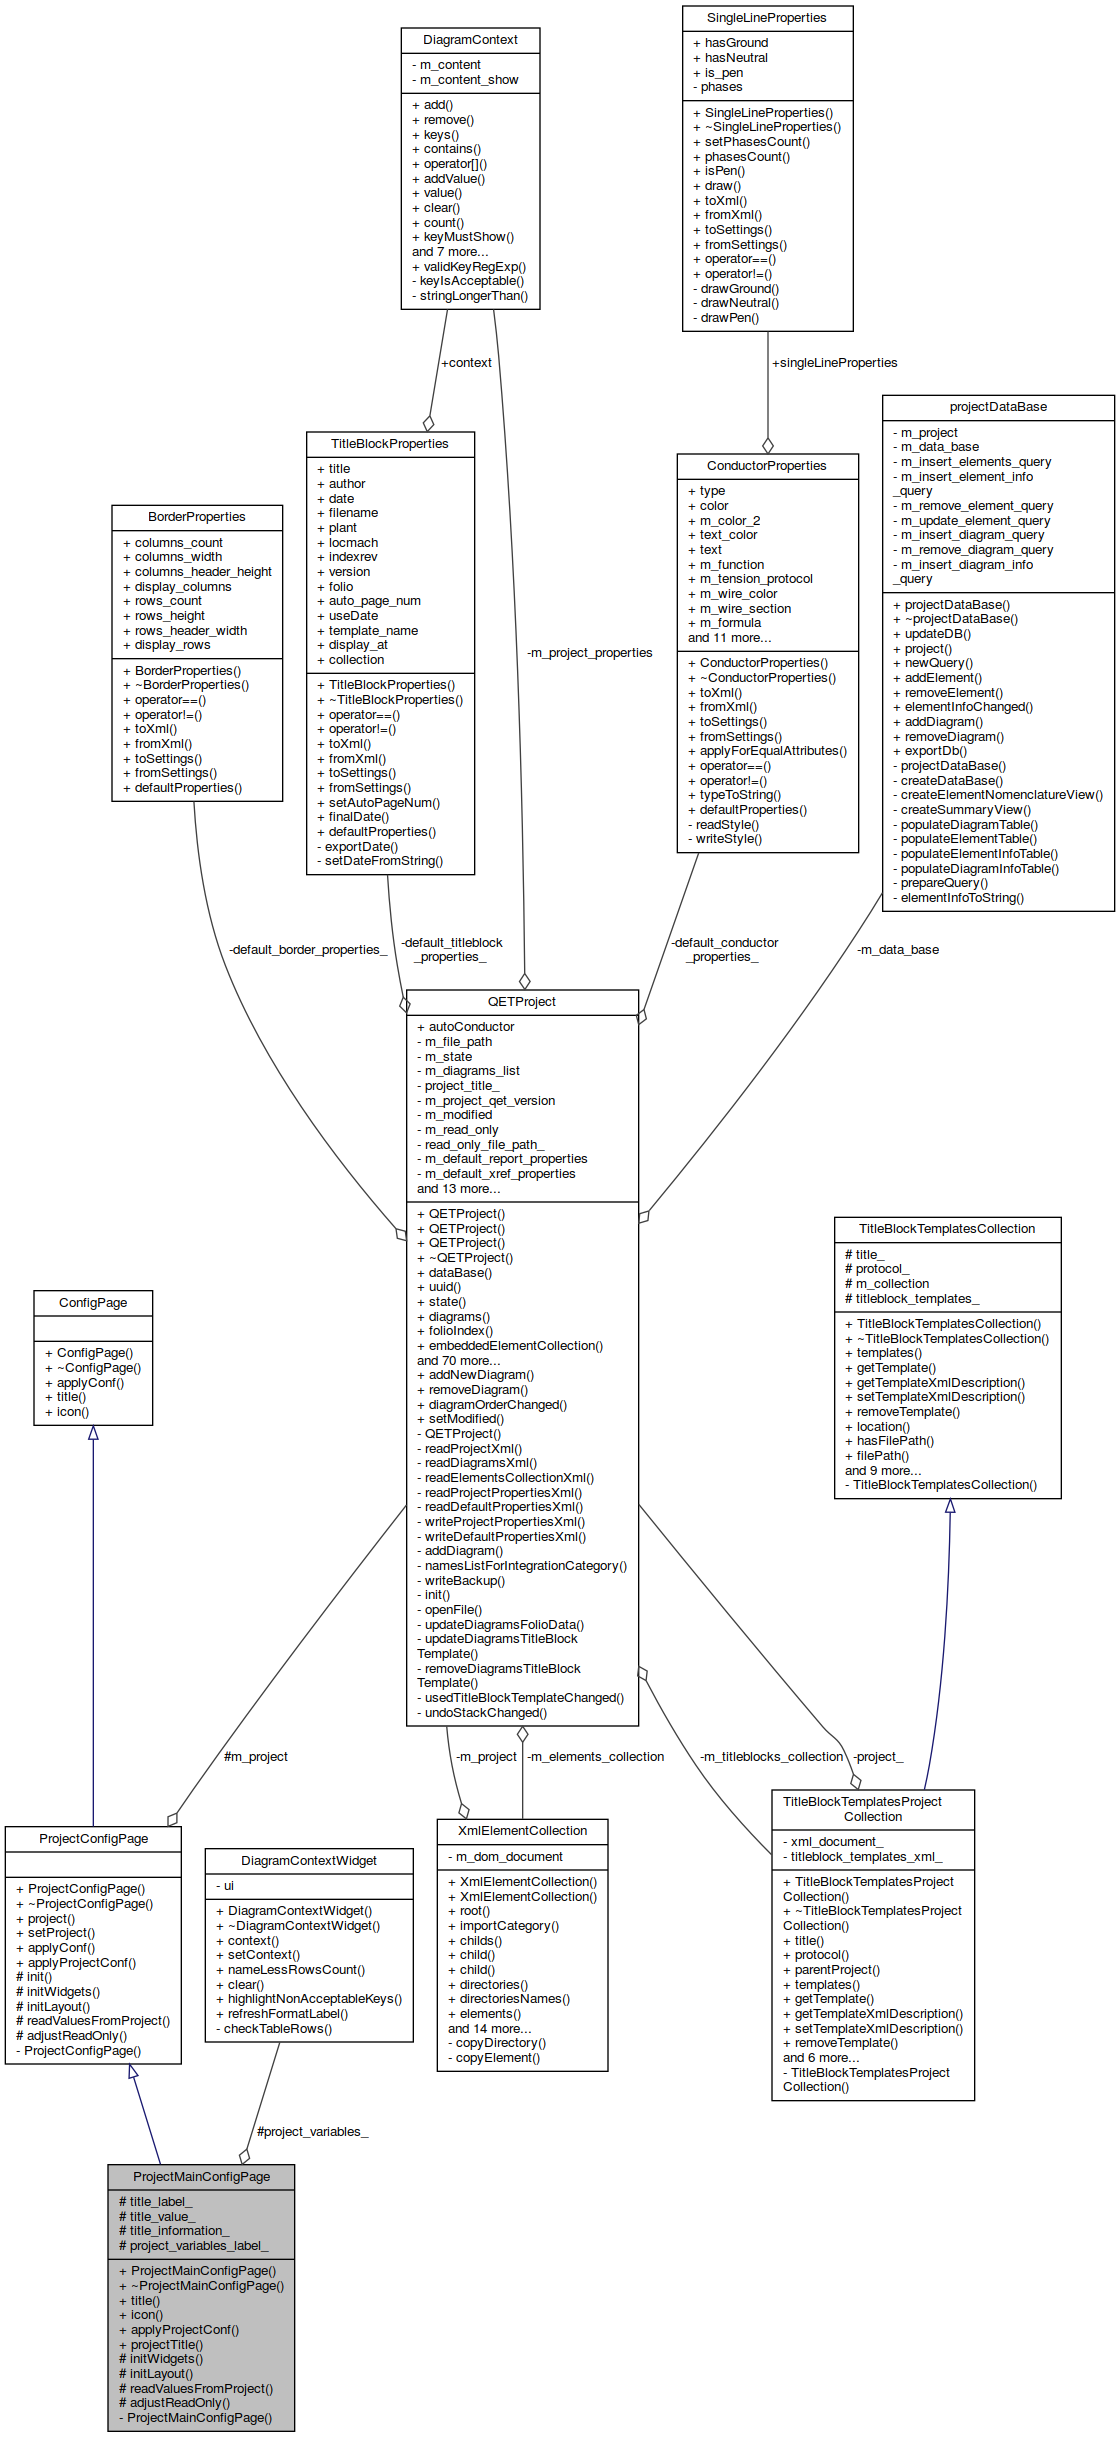 SingleLineProperties
+ hasGround
+ hasNeutral
+ is_pen
- phases
+ SingleLineProperties()
+ ~SingleLineProperties()
+ setPhasesCount()
+ phasesCount()
+ isPen()
+ draw()
+ toXml()
+ fromXml()
+ toSettings()
+ fromSettings()
+ operator==()
+ operator!=()
- drawGround()
- drawNeutral()
- drawPen()
DiagramContext
- m_content
- m_content_show
+ add()
+ remove()
+ keys()
+ contains()
+ operator[]()
+ addValue()
+ value()
+ clear()
+ count()
+ keyMustShow()
and 7 more...
+ validKeyRegExp()
- keyIsAcceptable()
- stringLongerThan()
+context
+singleLineProperties
projectDataBase
- m_project
- m_data_base
- m_insert_elements_query
- m_insert_element_info
_query
- m_remove_element_query
- m_update_element_query
- m_insert_diagram_query
- m_remove_diagram_query
- m_insert_diagram_info
_query
+ projectDataBase()
+ ~projectDataBase()
+ updateDB()
+ project()
+ newQuery()
+ addElement()
+ removeElement()
+ elementInfoChanged()
+ addDiagram()
+ removeDiagram()
+ exportDb()
- projectDataBase()
- createDataBase()
- createElementNomenclatureView()
- createSummaryView()
- populateDiagramTable()
- populateElementTable()
- populateElementInfoTable()
- populateDiagramInfoTable()
- prepareQuery()
- elementInfoToString()
TitleBlockProperties
+ title
+ author
+ date
+ filename
+ plant
+ locmach
+ indexrev
+ version
+ folio
+ auto_page_num
+ useDate
+ template_name
+ display_at
+ collection
+ TitleBlockProperties()
+ ~TitleBlockProperties()
+ operator==()
+ operator!=()
+ toXml()
+ fromXml()
+ toSettings()
+ fromSettings()
+ setAutoPageNum()
+ finalDate()
+ defaultProperties()
- exportDate()
- setDateFromString()
ConductorProperties
+ type
+ color
+ m_color_2
+ text_color
+ text
+ m_function
+ m_tension_protocol
+ m_wire_color
+ m_wire_section
+ m_formula
and 11 more...
+ ConductorProperties()
+ ~ConductorProperties()
+ toXml()
+ fromXml()
+ toSettings()
+ fromSettings()
+ applyForEqualAttributes()
+ operator==()
+ operator!=()
+ typeToString()
+ defaultProperties()
- readStyle()
- writeStyle()
BorderProperties
+ columns_count
+ columns_width
+ columns_header_height
+ display_columns
+ rows_count
+ rows_height
+ rows_header_width
+ display_rows
+ BorderProperties()
+ ~BorderProperties()
+ operator==()
+ operator!=()
+ toXml()
+ fromXml()
+ toSettings()
+ fromSettings()
+ defaultProperties()
-m_project_properties
-default_border_properties_
-default_titleblock
_properties_
-default_conductor
_properties_
-m_data_base
QETProject
+ autoConductor
- m_file_path
- m_state
- m_diagrams_list
- project_title_
- m_project_qet_version
- m_modified
- m_read_only
- read_only_file_path_
- m_default_report_properties
- m_default_xref_properties
and 13 more...
+ QETProject()
+ QETProject()
+ QETProject()
+ ~QETProject()
+ dataBase()
+ uuid()
+ state()
+ diagrams()
+ folioIndex()
+ embeddedElementCollection()
and 70 more...
+ addNewDiagram()
+ removeDiagram()
+ diagramOrderChanged()
+ setModified()
- QETProject()
- readProjectXml()
- readDiagramsXml()
- readElementsCollectionXml()
- readProjectPropertiesXml()
- readDefaultPropertiesXml()
- writeProjectPropertiesXml()
- writeDefaultPropertiesXml()
- addDiagram()
- namesListForIntegrationCategory()
- writeBackup()
- init()
- openFile()
- updateDiagramsFolioData()
- updateDiagramsTitleBlock
Template()
- removeDiagramsTitleBlock
Template()
- usedTitleBlockTemplateChanged()
- undoStackChanged()
TitleBlockTemplatesCollection
# title_
# protocol_
# m_collection
# titleblock_templates_
+ TitleBlockTemplatesCollection()
+ ~TitleBlockTemplatesCollection()
+ templates()
+ getTemplate()
+ getTemplateXmlDescription()
+ setTemplateXmlDescription()
+ removeTemplate()
+ location()
+ hasFilePath()
+ filePath()
and 9 more...
- TitleBlockTemplatesCollection()
ConfigPage
+ ConfigPage()
+ ~ConfigPage()
+ applyConf()
+ title()
+ icon()
#m_project
-m_project
-m_elements_collection
-m_titleblocks_collection
-project_
ProjectConfigPage
+ ProjectConfigPage()
+ ~ProjectConfigPage()
+ project()
+ setProject()
+ applyConf()
+ applyProjectConf()
# init()
# initWidgets()
# initLayout()
# readValuesFromProject()
# adjustReadOnly()
- ProjectConfigPage()
DiagramContextWidget
- ui
+ DiagramContextWidget()
+ ~DiagramContextWidget()
+ context()
+ setContext()
+ nameLessRowsCount()
+ clear()
+ highlightNonAcceptableKeys()
+ refreshFormatLabel()
- checkTableRows()
XmlElementCollection
- m_dom_document
+ XmlElementCollection()
+ XmlElementCollection()
+ root()
+ importCategory()
+ childs()
+ child()
+ child()
+ directories()
+ directoriesNames()
+ elements()
and 14 more...
- copyDirectory()
- copyElement()
TitleBlockTemplatesProject
Collection
- xml_document_
- titleblock_templates_xml_
+ TitleBlockTemplatesProject
Collection()
+ ~TitleBlockTemplatesProject
Collection()
+ title()
+ protocol()
+ parentProject()
+ templates()
+ getTemplate()
+ getTemplateXmlDescription()
+ setTemplateXmlDescription()
+ removeTemplate()
and 6 more...
- TitleBlockTemplatesProject
Collection()
#project_variables_
ProjectMainConfigPage
# title_label_
# title_value_
# title_information_
# project_variables_label_
+ ProjectMainConfigPage()
+ ~ProjectMainConfigPage()
+ title()
+ icon()
+ applyProjectConf()
+ projectTitle()
# initWidgets()
# initLayout()
# readValuesFromProject()
# adjustReadOnly()
- ProjectMainConfigPage()